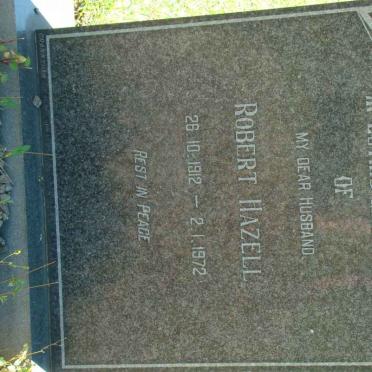 OF
MY DEAR HUSBAND
ROBERT HAZELL
28.10.1912 — 2.1.1972
REST IN PEACE